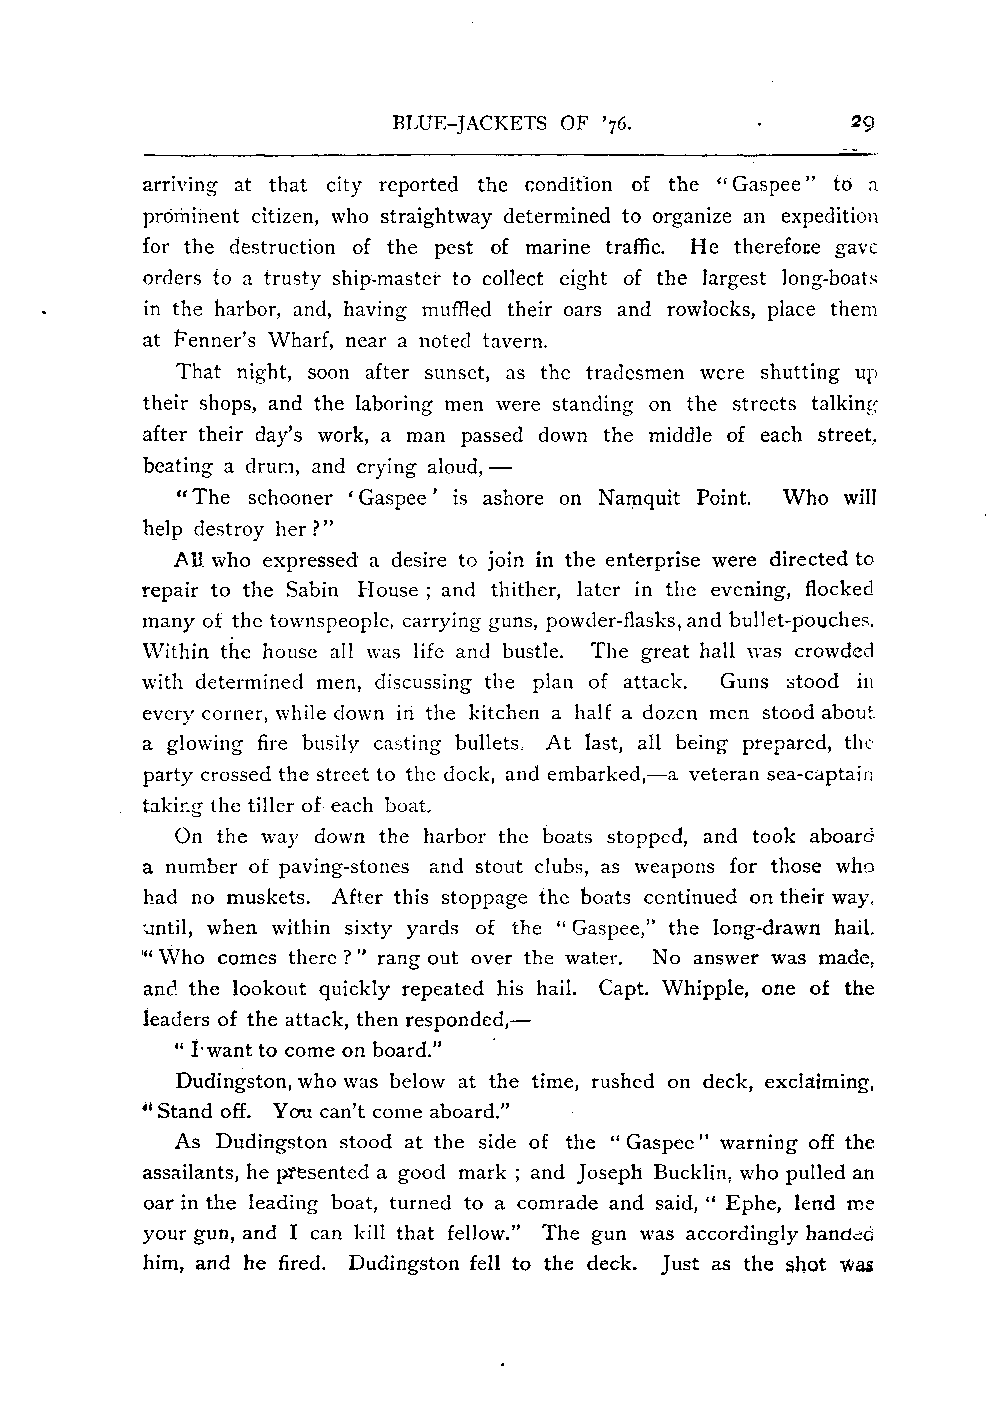 BLUE-JACKETS OF '76. 29
arriving at that city reported the condition of the "Gaspee" to a
prominent citizen, who straightway determined to organize an expedition
for the destruction of the pest of marine traffic. He therefore gave
orders to a trusty ship-master to collect eight of the largest long-boats
in the harbor, and, having muffled their oars and rowlocks, place them
at Fenner's Wharf, near a noted tavern.
That night, soon after sunset, as the tradesmen were shutting up
their shops, and the laboring men were standing on the streets talking
after their day's work, a man passed down the middle of each street,
beating a drum, and crying aloud, —
"The schooner 'Gaspee' is ashore on Namquit Point. Who will
help destroy her?"
All who expressed a desire to join in the enterprise were directed to
repair to the Sabin House; and thither, later in the evening, flocked
many of the townspeople, carrying guns, powder-flasks, and bullet-pouches.
Within the house all was life and bustle. The great hall was crowded
with determined men, discussing the plan of attack. Guns stood in
every corner, while down in the kitchen a half a dozen men stood about
a glowing fire busily casting bullets. At last, all being prepared, the
party crossed the street to the dock, and embarked,—a veteran sea-captain
taking the tiller of each boat.
On the way down the harbor the boats stopped, and took aboard
a number of paving-stones and stout clubs, as weapons for those who
had no muskets. After this stoppage the boats continued on their way,
until, when within sixty yards of the "Gaspee," the long-drawn hail,
"Who comes there?" rang out over the water. No answer was made,
and the lookout quickly repeated his hail. Capt. Whipple, one of the
leaders of the attack, then responded,—
"I want to come on board."
Dudingston, who was below at the time, rushed on deck, exclaiming,
"Stand off. You can't come aboard."
As Dudingston stood at the side of the "Gaspee" warning off the
assailants, he presented a good mark; and Joseph Bucklin, who pulled an
oar in the leading boat, turned to a comrade and said, "Ephe, lend me
your gun, and I can kill that fellow." The gun was accordingly handed
him, and he fired. Dudingston fell to the deck. Just as the shot was